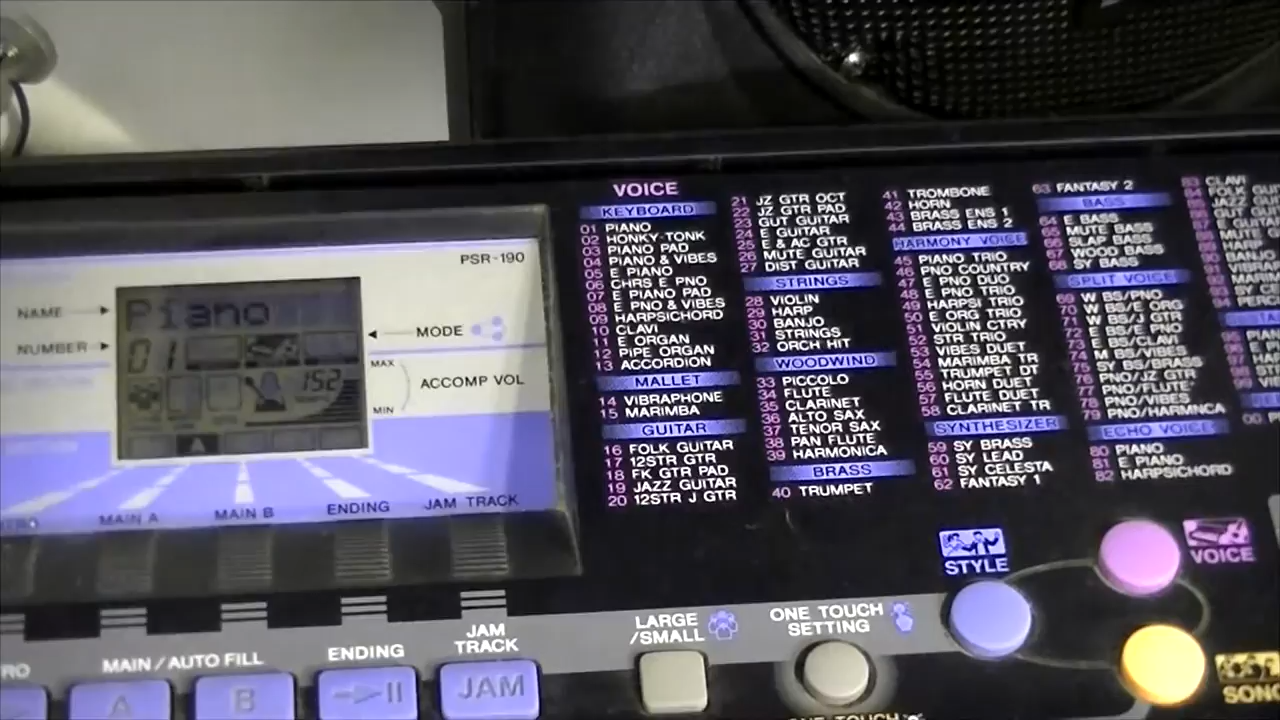 PSR-190
NAME
NUMBER
Piano
01
152
MODE
MAX
ACCOMP VOL
MIN
MAIN A
MAIN B
ENDING
JAM TRACK
VOICE
KEYBOARD
01 PIANO
02 HONKY-TONK
03 PIANO PAD
04 PIANO & VIBES
05 E PIANO
06 CHRS E PNO
07 E PIANO PAD
08 E PNO & VIBES
09 HARPSICHORD
10 CLAVI
11 E ORGAN
12 PIPE ORGAN
13 ACCORDION
MALLET
14 VIBRAPHONE
15 MARIMBA
GUITAR
16 FOLK GUITAR
17 12STR GTR
18 FK GTR PAD
19 JAZZ GUITAR
20 12STR J GTR
21 JZ GTR OCT
22 JZ GTR PAD
23 GUT GUITAR
24 E GUITAR
25 E & AC GTR
26 MUTE GUITAR
27 DIST GUITAR
STRINGS
28 VIOLIN
29 HARP
30 BANJO
31 STRINGS
32 ORCH HIT
WOODWIND
33 PICCOLO
34 FLUTE
35 CLARINET
36 ALTO SAX
37 TENOR SAX
38 PAN FLUTE
39 HARMONICA
BRASS
40 TRUMPET
41 TROMBONE
42 HORN
43 BRASS ENS 1
44 BRASS ENS 2
HARMONY VOICE
45 PIANO TRIO
46 PNO COUNTRY
47 E PNO DUO
48 E PNO TRIO
49 HARPSI TRIO
50 E ORG TRIO
51 VIOLIN CTRY
52 STR TRIO
53 VIBES DUET
54 MARIMBA TR
55 TRUMPET DT
56 HORN DUET
57 FLUTE DUET
58 CLARINET TR
SYNTHESIZER
59 SY BRASS
60 SY LEAD
61 SY CELESTA
62 FANTASY 1
63 FANTASY 2
BASS
64 E BASS
65 MUTE BASS
66 SLAP BASS
67 WOOD BASS
68 SY BASS
SPLIT VOICE
69 W BS/PNO
70 W BS/E ORG
71 W BS/J GTR
72 E BS/E PNO
73 E BS/CLAVI
74 M BS/VIBES
75 SY BS/BRASS
76 PNO/JZ GTR
77 PNO/FLUTE
78 PNO/VIBES
79 PNO/HARMNCA
ECHO VOICE
80 PIANO
81 E PIANO
82 HARPSICHORD
83 CLAVI
84 FOLK
85 JAZZ
STYLE
VOICE
SONG
LARGE
/SMALL
ONE TOUCH
SETTING
MAIN / AUTO FILL
ENDING
JAM
TRACK
A
B
JAM
ONE TOUCH